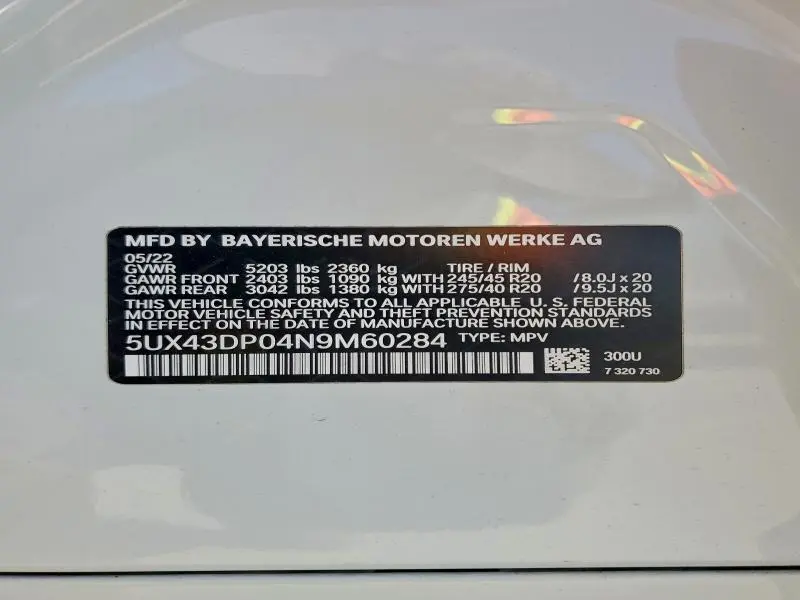 MFD BY BAYERISCHE MOTOREN WERKE AG
05/22
GVWR 5203 lbs 2360 kg TIRE / RIM
GAWR FRONT 2403 lbs 1090 kg WITH 245/45 R20 /8.0J x 20
GAWR REAR 3042 lbs 1380 kg WITH 275/40 R20 /9.5J x 20
THIS VEHICLE CONFORMS TO ALL APPLICABLE U. S. FEDERAL
MOTOR VEHICLE SAFETY AND THEFT PREVENTION STANDARDS
IN EFFECT ON THE DATE OF MANUFACTURE SHOWN ABOVE.
5UX43DP04N9M60284 TYPE: MPV
300U
7 320 730